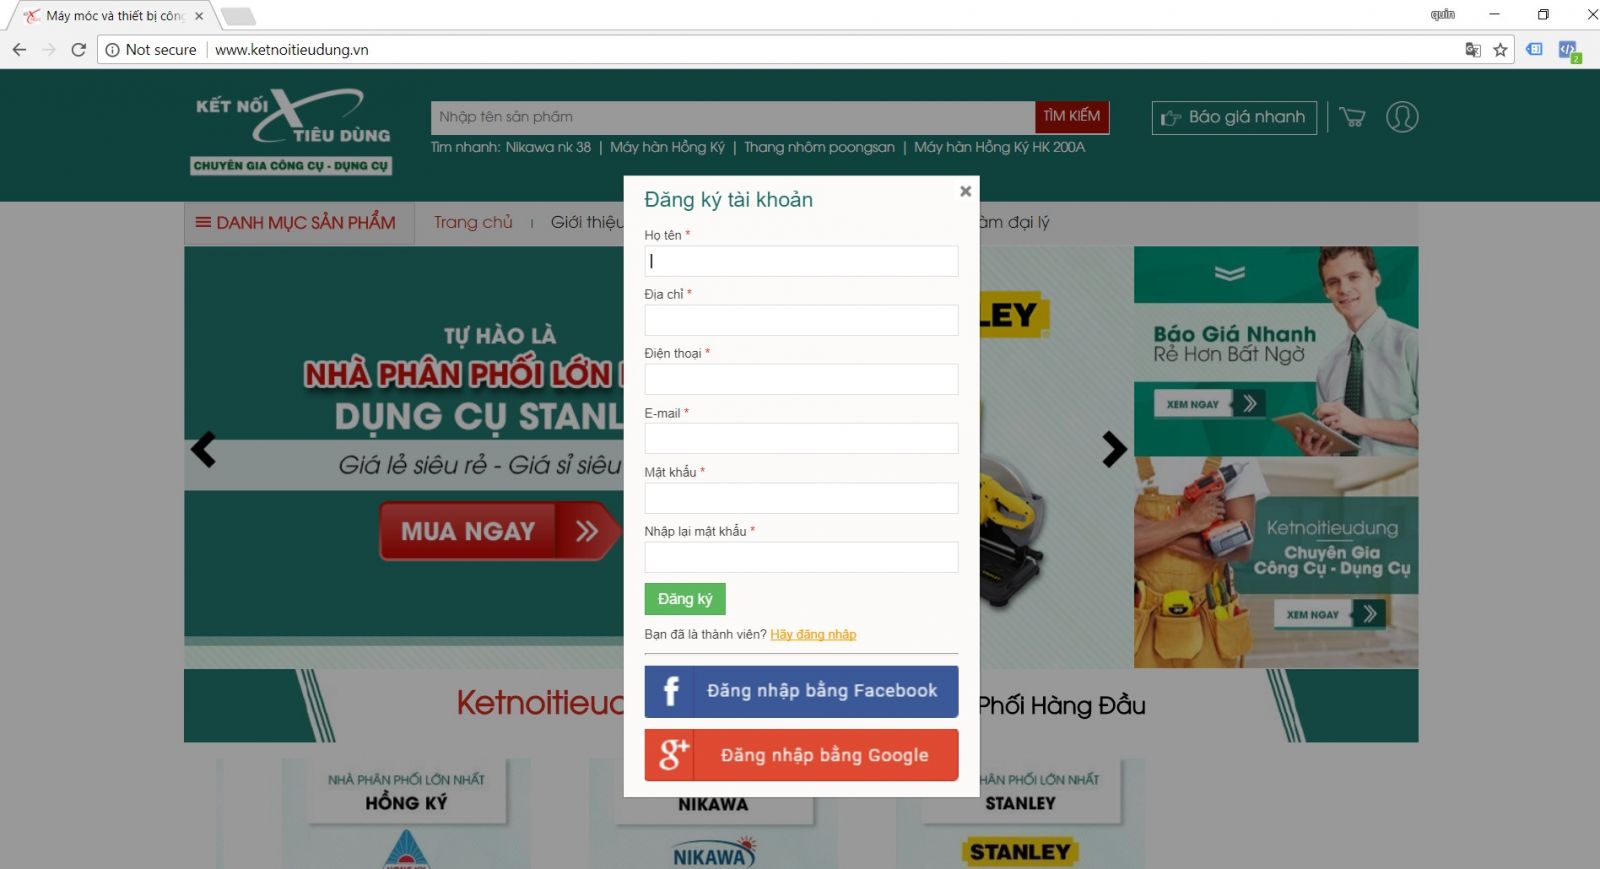 Máy móc và thiết bị côn
quin
Not secure
www.ketnoitieudung.vn
KẾT NỐI
TIÊU DÙNG
CHUYÊN GIA CÔNG CỤ - DỤNG CỤ
Nhập tên sản phẩm
TÌM KIẾM
Báo giá nhanh
Tìm nhanh: Nikawa nk 38 | Máy hàn Hồng Ký | Thang nhôm poongsan | Máy hàn Hồng Ký HK 200A
DANH MỤC SẢN PHẨM
Trang chủ
Giới thiệu
àm đại lý
Đăng ký tài khoản
Họ tên *
Địa chỉ *
Điện thoại *
E-mail *
Mật khẩu *
Nhập lại mật khẩu *
Đăng ký
Bạn đã là thành viên? Hãy đăng nhập
f Đăng nhập bằng Facebook
g+ Đăng nhập bằng Google
TỰ HÀO LÀ
NHÀ PHÂN PHỐI LỚN
DỤNG CỤ STANL
Giá lẻ siêu rẻ - Giá sỉ siêu
MUA NGAY
LEY
Báo Giá Nhanh
Rẻ Hơn Bất Ngờ
XEM NGAY
Ketnoitieudung
Chuyên Gia
Công Cụ - Dụng Cụ
XEM NGAY
Ketnoitieud
Phối Hàng Đầu
NHÀ PHÂN PHỐI LỚN NHẤT
HỒNG KÝ
NIKAWA
NIKAWA
HÂN PHỐI LỚN NHẤT
STANLEY
STANLEY